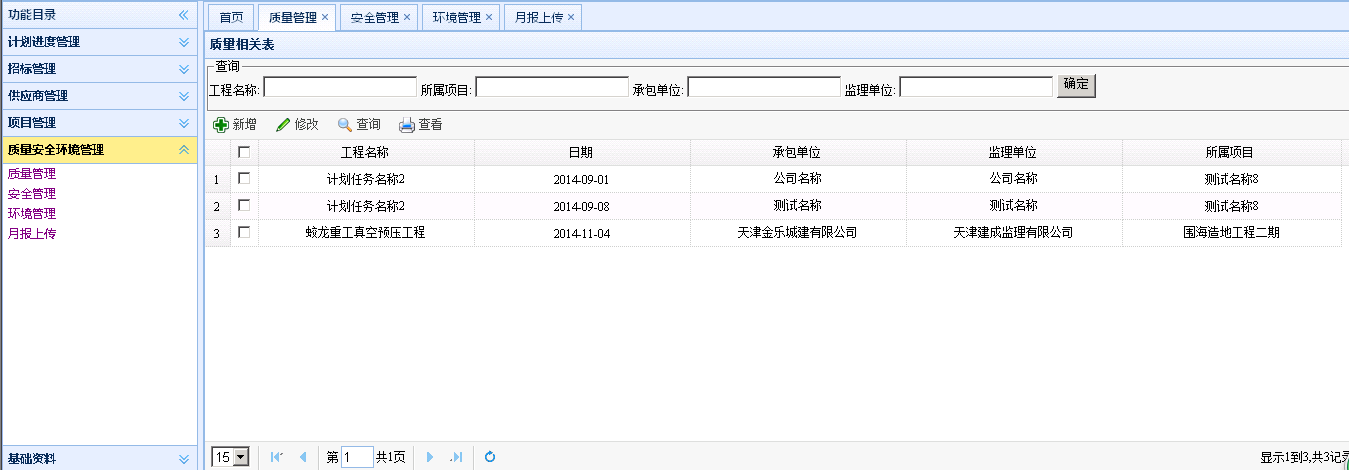 功能目录
计划进度管理
招标管理
供应商管理
项目管理
质量安全环境管理
质量管理
安全管理
环境管理
月报上传
基础资料
首页 质量管理 安全管理 环境管理 月报上传
质量相关表
查询
工程名称: 所属项目: 承包单位: 监理单位: 确定
新增 修改 查询 查看
工程名称 日期 承包单位 监理单位 所属项目
1 计划任务名称2 2014-09-01 公司名称 公司名称 测试名称8
2 计划任务名称2 2014-09-08 测试名称 测试名称 测试名称8
3 蛟龙重工真空预压工程 2014-11-04 天津金乐城建有限公司 天津建成监理有限公司 围海造地工程二期
15 第 1 共1页 显示1到3,共3记录